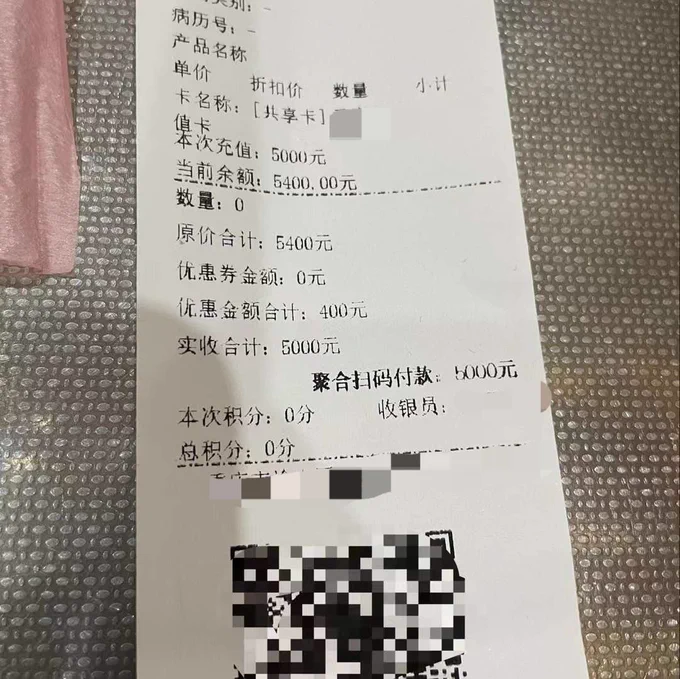 类别：-
病历号：-
产品名称
单价 折扣价 数量 小计
卡名称：[共享卡]
值卡
本次充值：5000元
当前余额：5400.00元
数量：0
原价合计：5400元
优惠券金额：0元
优惠金额合计：400元
实收合计：5000元
聚合扫码付款：5000元
本次积分：0分 收银员：
总积分：0分